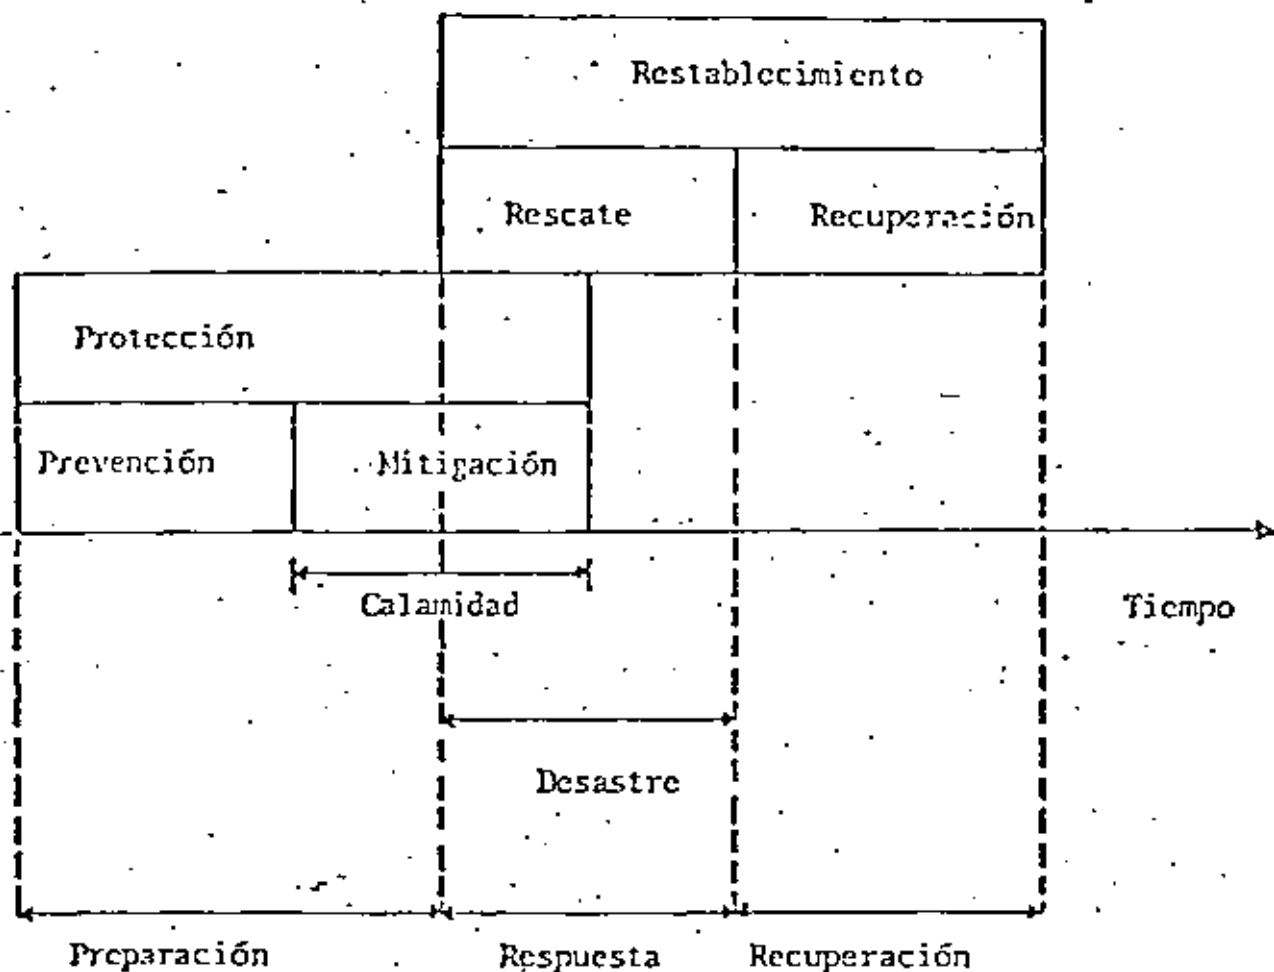 Restablecimiento
Rescate
Recuperación
Protección
Prevención
Mitigación
Calamidad
Tiempo
Desastre
Preparación
Respuesta
Recuperación